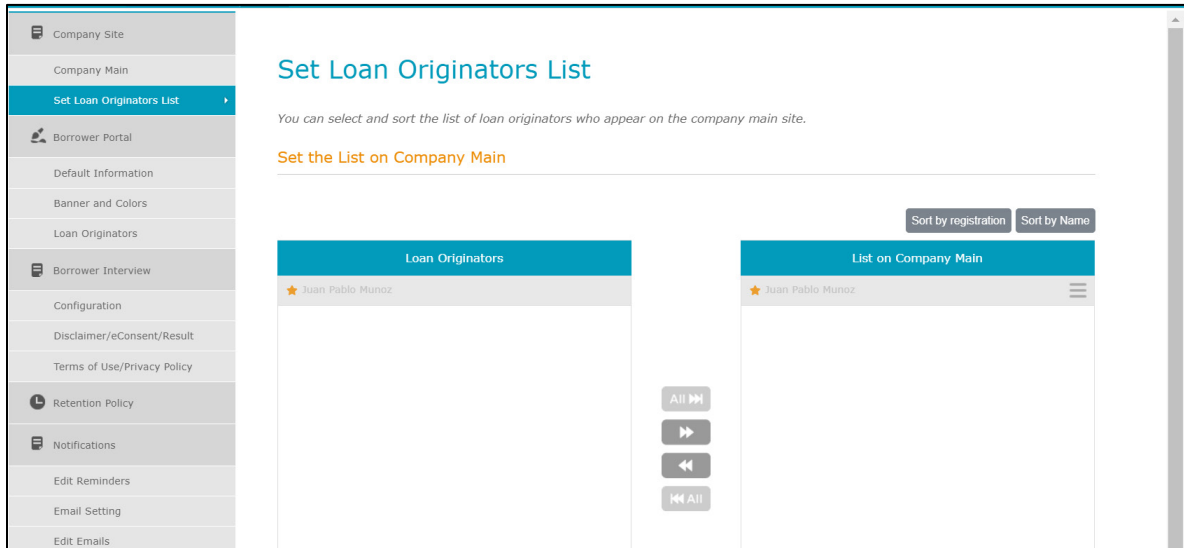 Company Site
Company Main
Set Loan Originators List
Borrower Portal
Default Information
Banner and Colors
Loan Originators
Borrower Interview
Configuration
Disclaimer/eConsent/Result
Terms of Use/Privacy Policy
Retention Policy
Notifications
Edit Reminders
Email Setting
Edit Emails
Set Loan Originators List
You can select and sort the list of loan originators who appear on the company main site.
Set the List on Company Main
Sort by registration Sort by Name
Loan Originators
Juan Pablo Munoz
All
All
List on Company Main
Juan Pablo Munoz